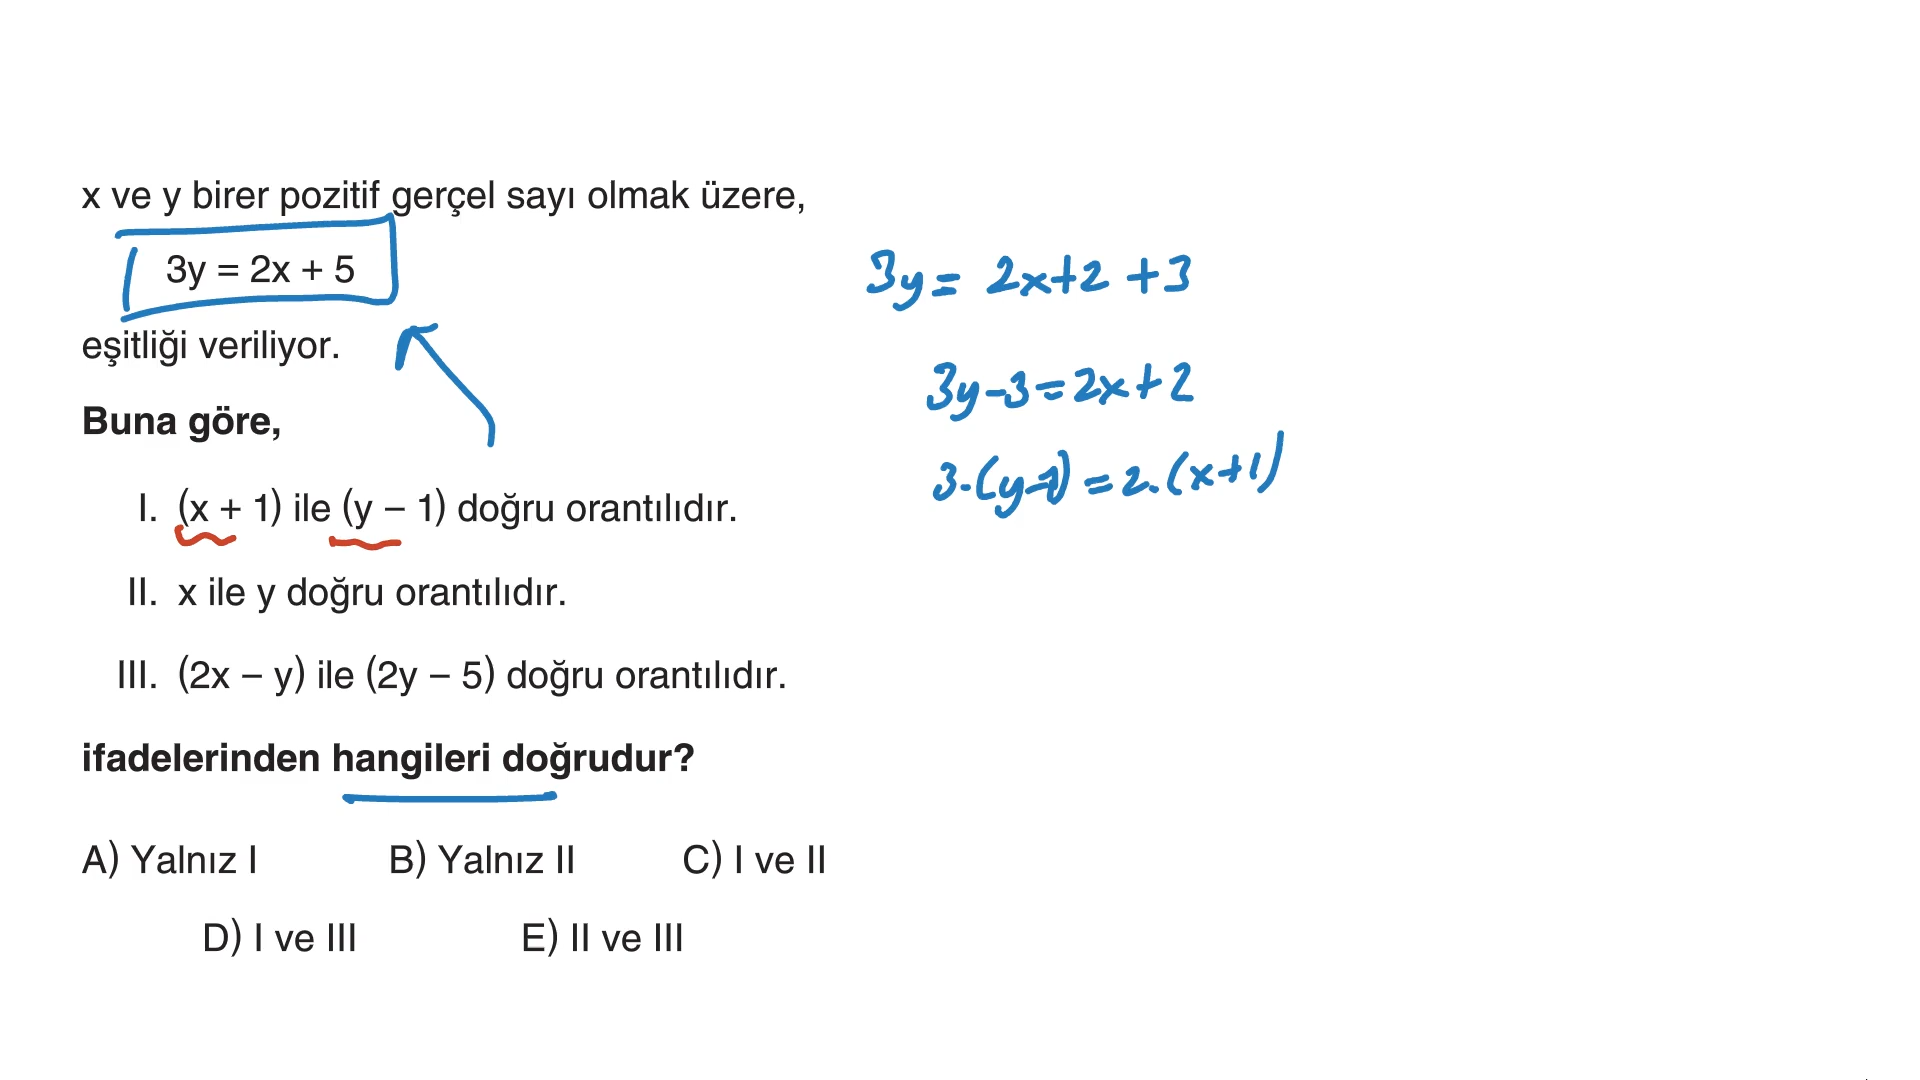 x ve y birer pozitif gerçel sayı olmak üzere,
3y = 2x + 5
eşitliği veriliyor.
Buna göre,
I. (x + 1) ile (y – 1) doğru orantılıdır.
II. x ile y doğru orantılıdır.
III. (2x – y) ile (2y – 5) doğru orantılıdır.
ifadelerinden hangileri doğrudur?
A) Yalnız I B) Yalnız II C) I ve II
D) I ve III E) II ve III
3y = 2x+2 +3
3y-3=2x+2
3.(y-1) = 2.(x+1)